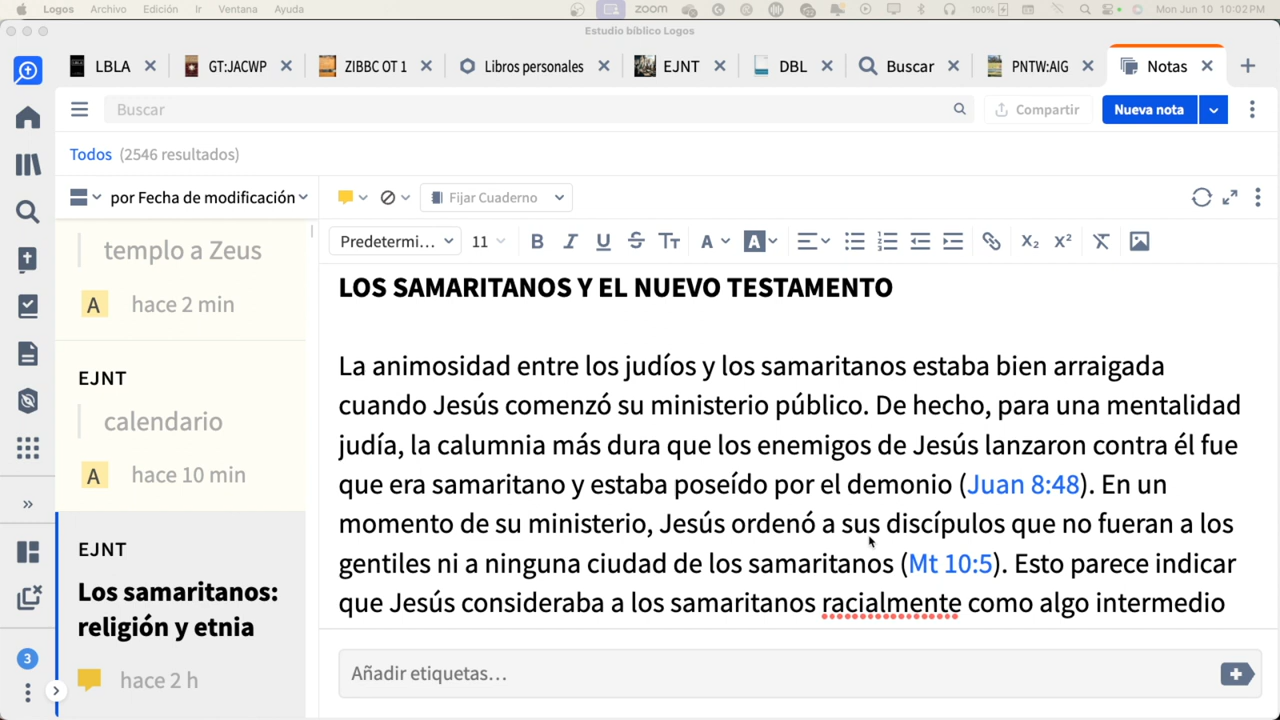 Logos Archivo Edición Ir Ventana Ayuda zoom 100% Mon Jun 10 10:02 PM
Estudio bíblico Logos
LBLA GT:JACWP ZIBBC OT 1 Libros personales EJNT DBL Buscar PNTW:AIG Notas
Buscar Compartir Nueva nota
Todos (2546 resultados)
por Fecha de modificación Fijar Cuaderno
Predetermi... 11 B I U S Tt A A X₂ X²
templo a Zeus
A hace 2 min
EJNT
calendario
A hace 10 min
EJNT
Los samaritanos:
religión y etnia
hace 2 h
3
LOS SAMARITANOS Y EL NUEVO TESTAMENTO
La animosidad entre los judíos y los samaritanos estaba bien arraigada
cuando Jesús comenzó su ministerio público. De hecho, para una mentalidad
judía, la calumnia más dura que los enemigos de Jesús lanzaron contra él fue
que era samaritano y estaba poseído por el demonio (Juan 8:48). En un
momento de su ministerio, Jesús ordenó a sus discípulos que no fueran a los
gentiles ni a ninguna ciudad de los samaritanos (Mt 10:5). Esto parece indicar
que Jesús consideraba a los samaritanos racialmente como algo intermedio
Añadir etiquetas...